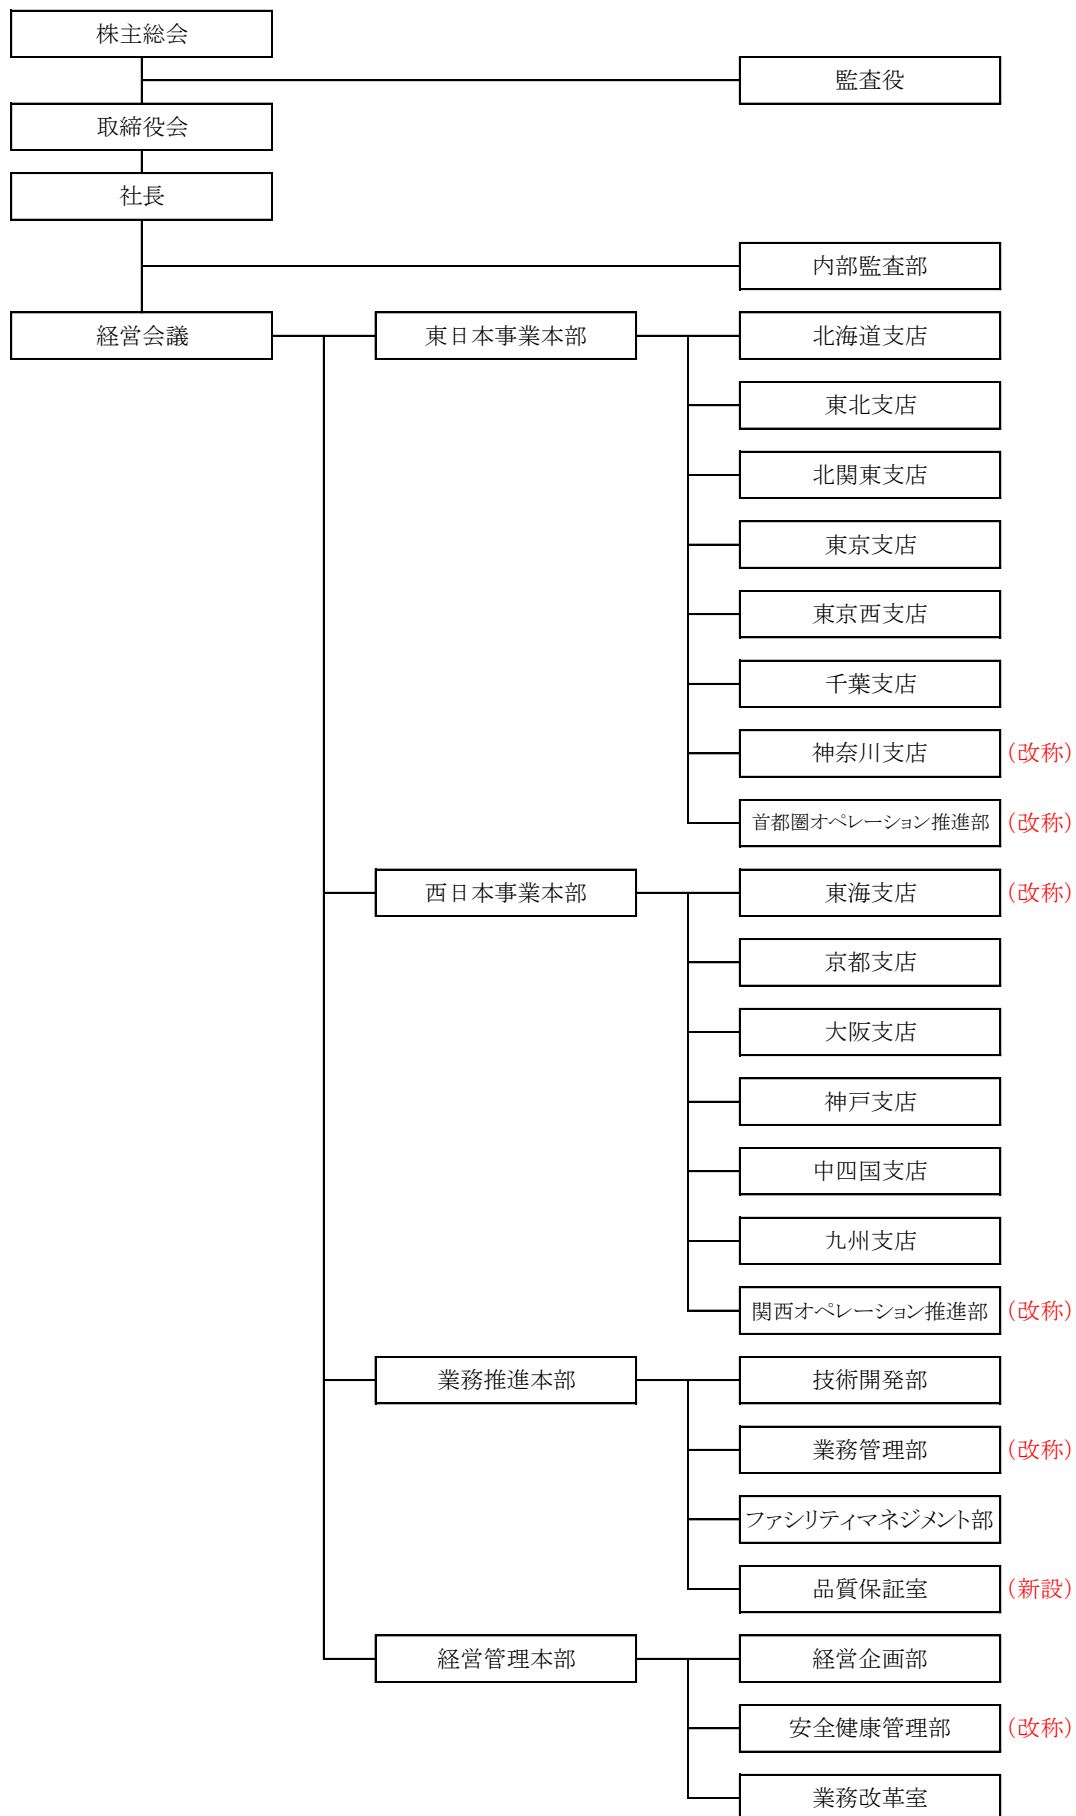 株主総会
監査役
取締役会
社長
内部監査部
経営会議
東日本事業本部
北海道支店
東北支店
北関東支店
東京支店
東京西支店
千葉支店
神奈川支店 (改称)
首都圏オペレーション推進部 (改称)
西日本事業本部
東海支店 (改称)
京都支店
大阪支店
神戸支店
中四国支店
九州支店
関西オペレーション推進部 (改称)
業務推進本部
技術開発部
業務管理部 (改称)
ファシリティマネジメント部
品質保証室 (新設)
経営管理本部
経営企画部
安全健康管理部 (改称)
業務改革室